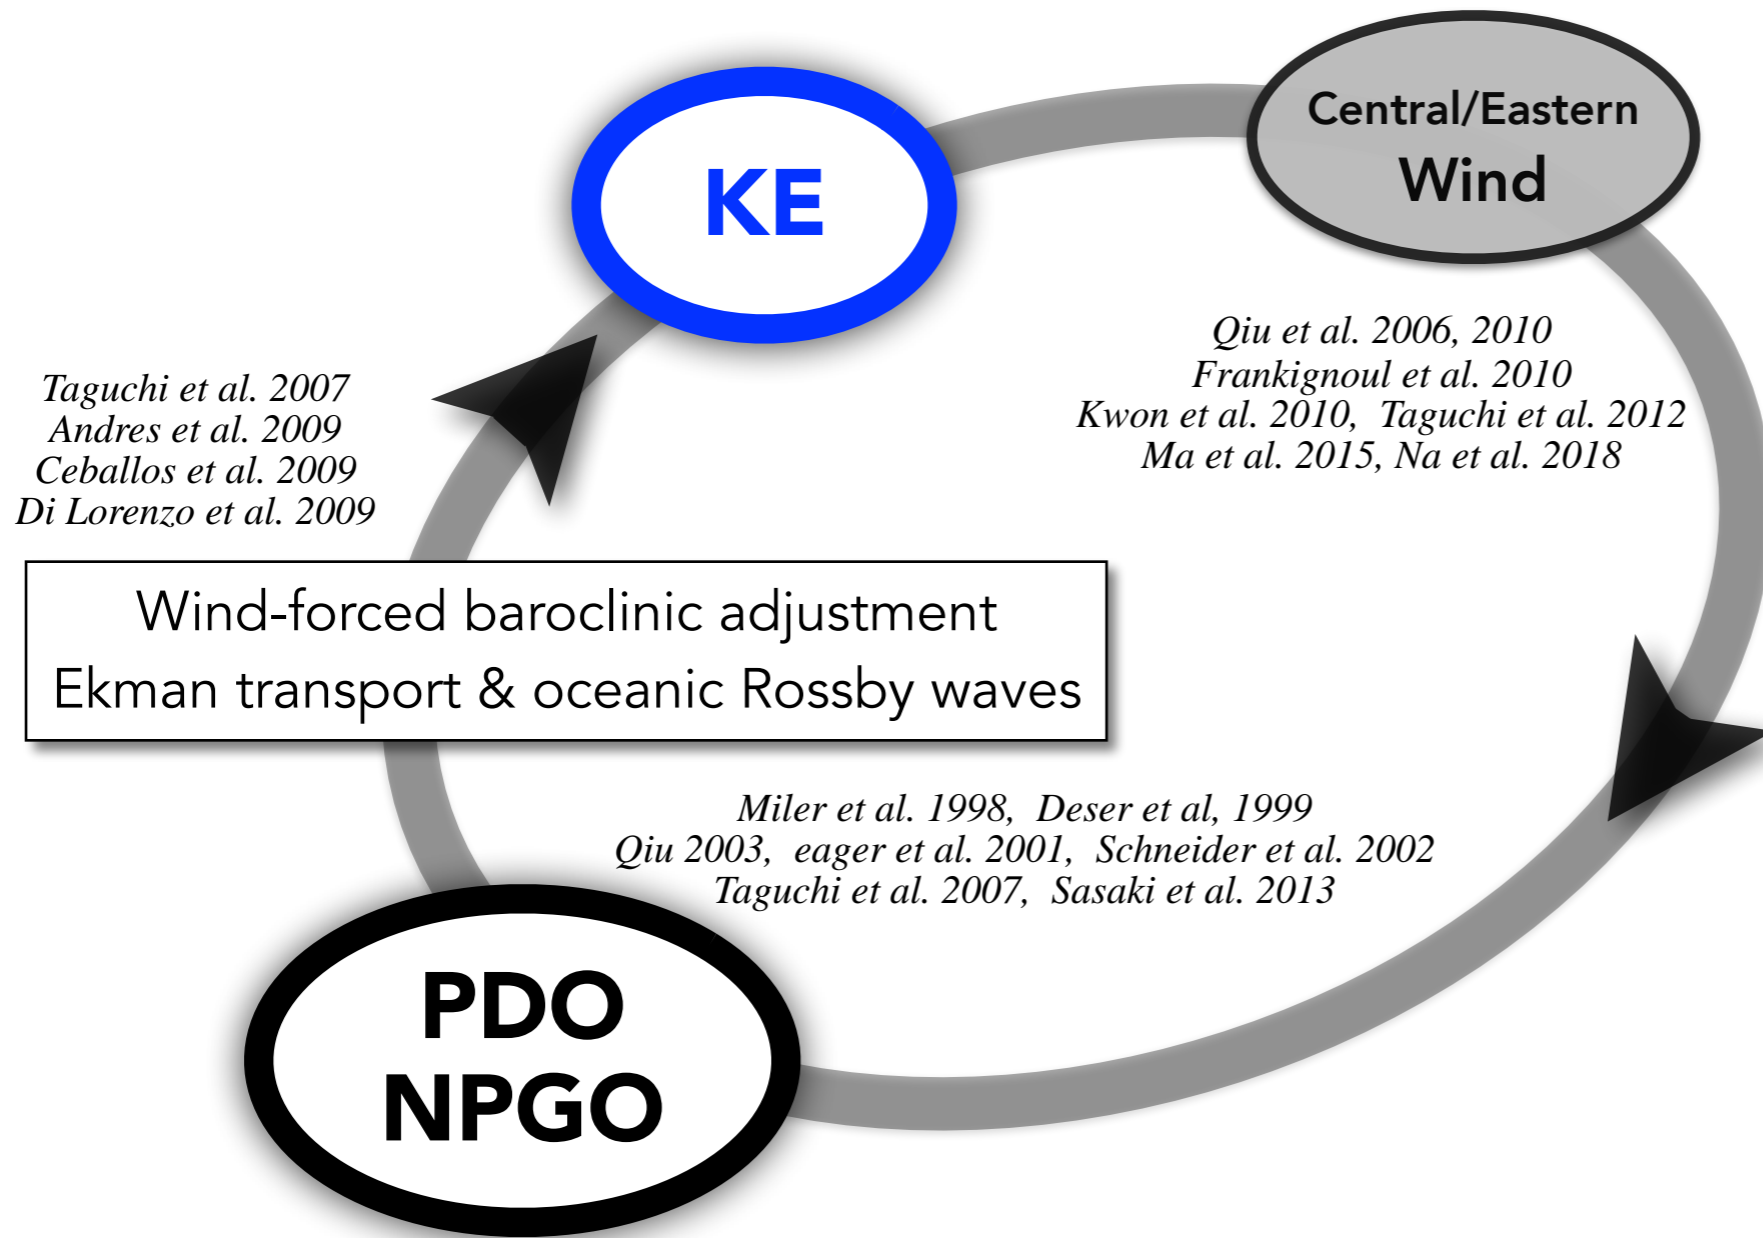 Central/Eastern
Wind
KE
Qiu et al. 2006, 2010
Frankignoul et al. 2010
Kwon et al. 2010, Taguchi et al. 2012
Ma et al. 2015, Na et al. 2018
Taguchi et al. 2007
Andres et al. 2009
Ceballos et al. 2009
Di Lorenzo et al. 2009
Wind-forced baroclinic adjustment
Ekman transport & oceanic Rossby waves
Miler et al. 1998, Deser et al, 1999
Qiu 2003, eager et al. 2001, Schneider et al. 2002
Taguchi et al. 2007, Sasaki et al. 2013
PDO
NPGO